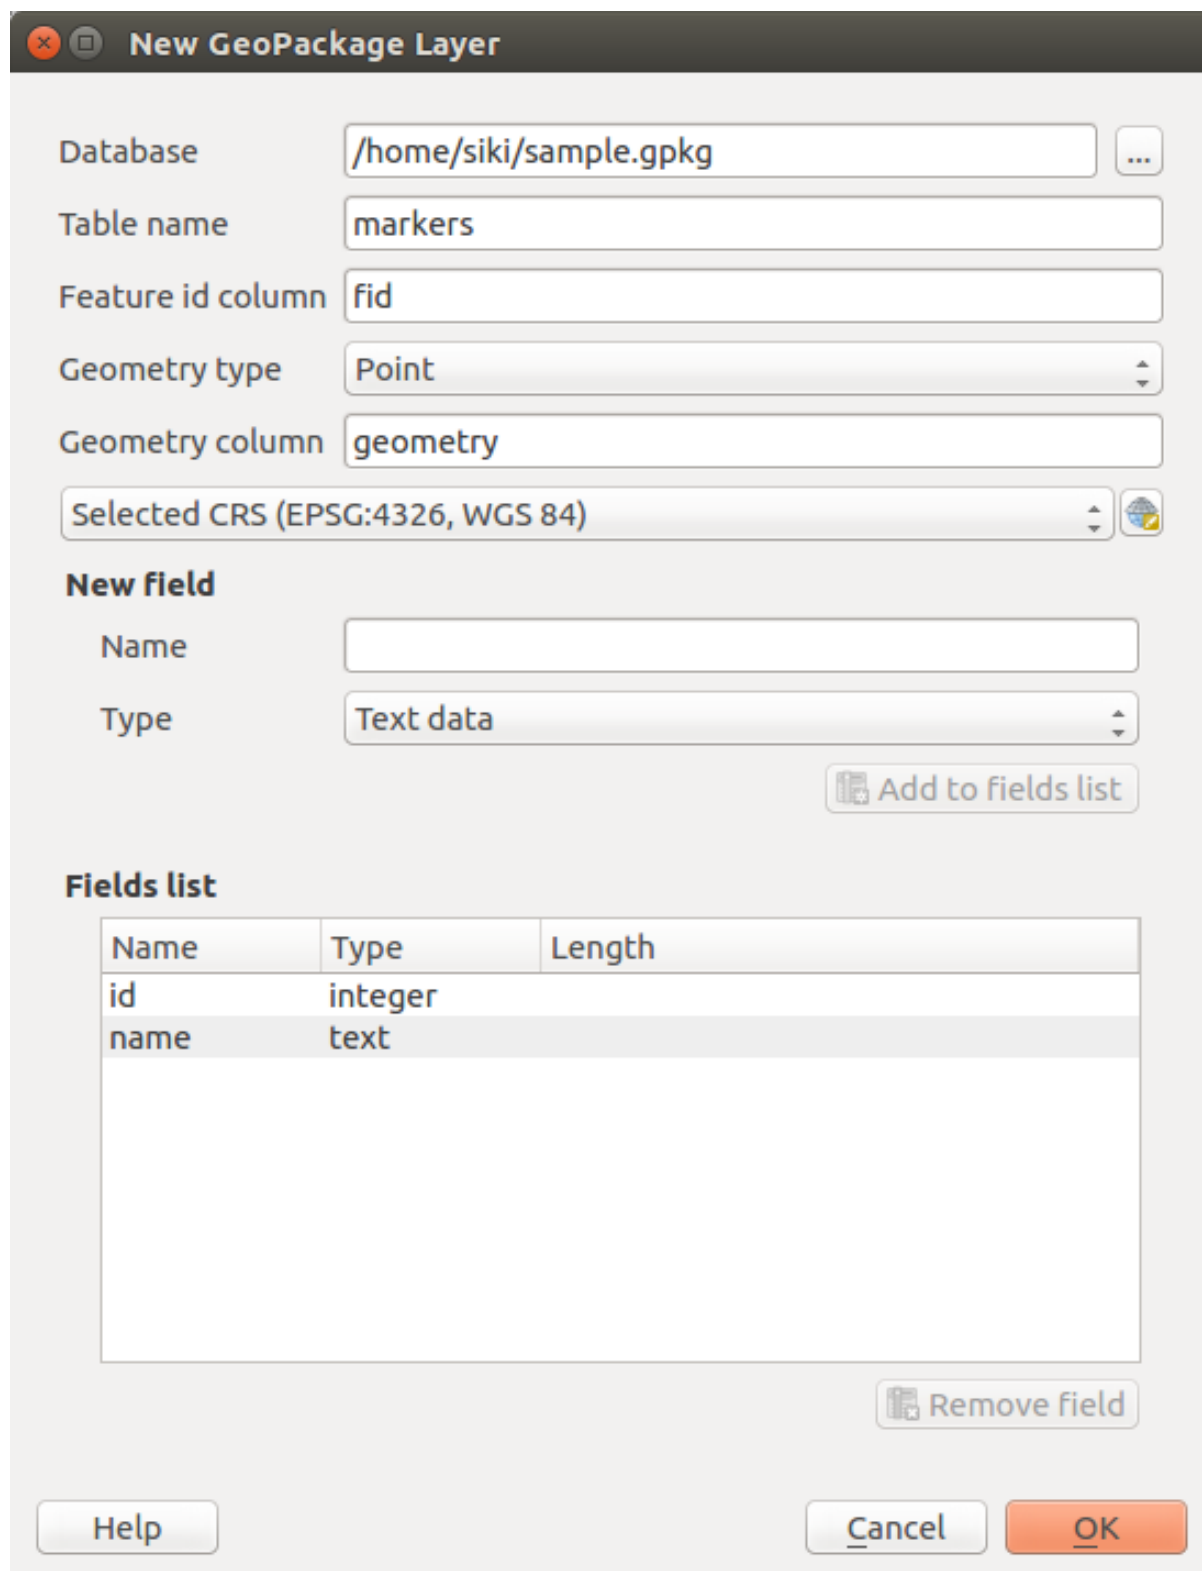 New GeoPackage Layer
Database /home/siki/sample.gpkg ...
Table name markers
Feature id column fid
Geometry type Point
Geometry column geometry
Selected CRS (EPSG:4326, WGS 84)
New field
Name
Type Text data
Add to fields list
Fields list
Name Type Length
id integer
name text
Remove field
Help Cancel OK